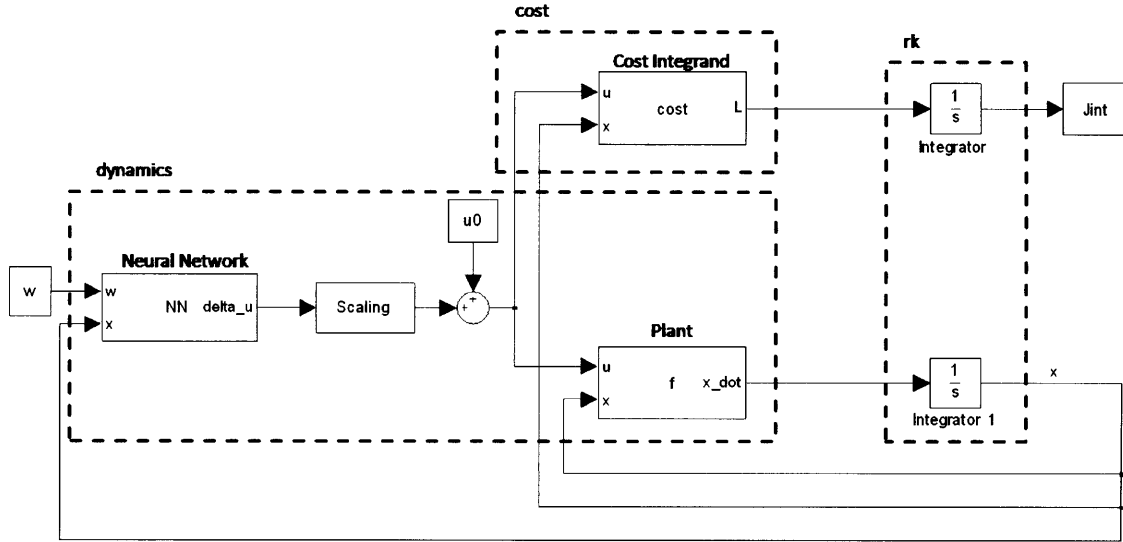 cost
rk
Cost Integrand
u
cost
L
x
1
s
Integrator
Jint
dynamics
u0
Neural Network
w
w
NN
delta_u
x
Scaling
+
+
Plant
u
f
x_dot
x
1
s
Integrator 1
x